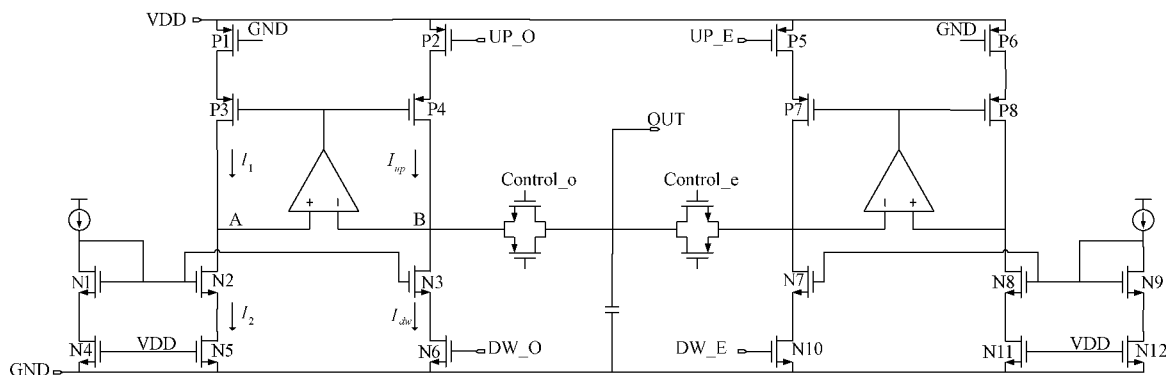 VDD
P1
GND
P2
UP_O
UP_E
P5
GND
P6
P3
P4
P7
P8
OUT
I1
Iup
Control_o
Control_e
+
-
-
+
A
B
N1
N2
N3
N7
N8
N9
I2
Idw
N4
VDD
N5
N6
DW_O
DW_E
N10
N11
VDD
N12
GND